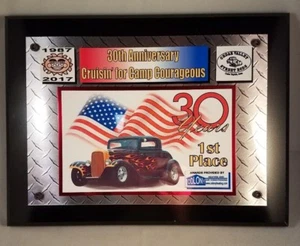 1987
2017
30th Anniversary
Cruisin' for Camp Courageous
30
Years
1st
Place